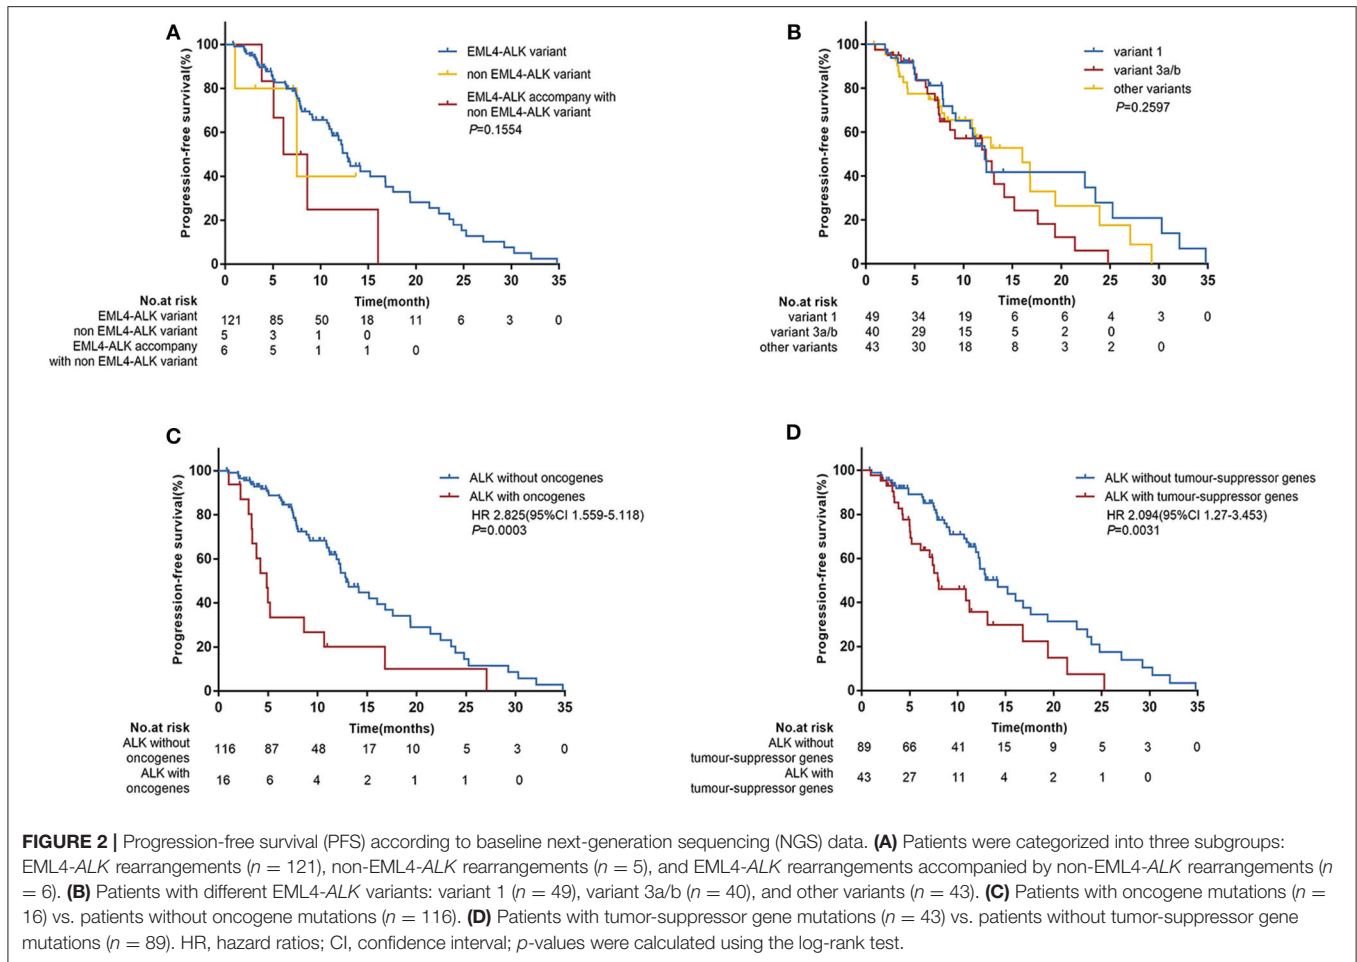 A
Progression-free survival(%)
100
80
60
40
20
0
0 5 10 15 20 25 30 35
Time(month)
EML4-ALK variant
non EML4-ALK variant
EML4-ALK accompany with
non EML4-ALK variant
P=0.1554
No.at risk
EML4-ALK variant 121 85 50 18 11 6 3 0
non EML4-ALK variant 5 3 1 0
EML4-ALK accompany
with non EML4-ALK variant 6 5 1 1 0
B
Progression-free survival(%)
100
80
60
40
20
0
0 5 10 15 20 25 30 35
Time(month)
variant 1
variant 3a/b
other variants
P=0.2597
No.at risk
variant 1 49 34 19 6 6 4 3 0
variant 3a/b 40 29 15 5 2 0
other variants 43 30 18 8 3 2 0
C
Progression-free survival(%)
100
80
60
40
20
0
0 5 10 15 20 25 30 35
Time(months)
ALK without oncogenes
ALK with oncogenes
HR 2.825(95%CI 1.559-5.118)
P=0.0003
No.at risk
ALK without
oncogenes 116 87 48 17 10 5 3 0
ALK with
oncogenes 16 6 4 2 1 1 0
D
Progression-free survival(%)
100
80
60
40
20
0
0 5 10 15 20 25 30 35
Time(months)
ALK without tumour-suppressor genes
ALK with tumour-suppressor genes
HR 2.094(95%CI 1.27-3.453)
P=0.0031
No.at risk
ALK without
tumour-suppressor genes 89 66 41 15 9 5 3 0
ALK with
tumour-suppressor genes 43 27 11 4 2 1 0
FIGURE 2 | Progression-free survival (PFS) according to baseline next-generation sequencing (NGS) data. (A) Patients were categorized into three subgroups:
EML4-ALK rearrangements (n = 121), non-EML4-ALK rearrangements (n = 5), and EML4-ALK rearrangements accompanied by non-EML4-ALK rearrangements (n
= 6). (B) Patients with different EML4-ALK variants: variant 1 (n = 49), variant 3a/b (n = 40), and other variants (n = 43). (C) Patients with oncogene mutations (n =
16) vs. patients without oncogene mutations (n = 116). (D) Patients with tumor-suppressor gene mutations (n = 43) vs. patients without tumor-suppressor gene
mutations (n = 89). HR, hazard ratios; CI, confidence interval; p-values were calculated using the log-rank test.